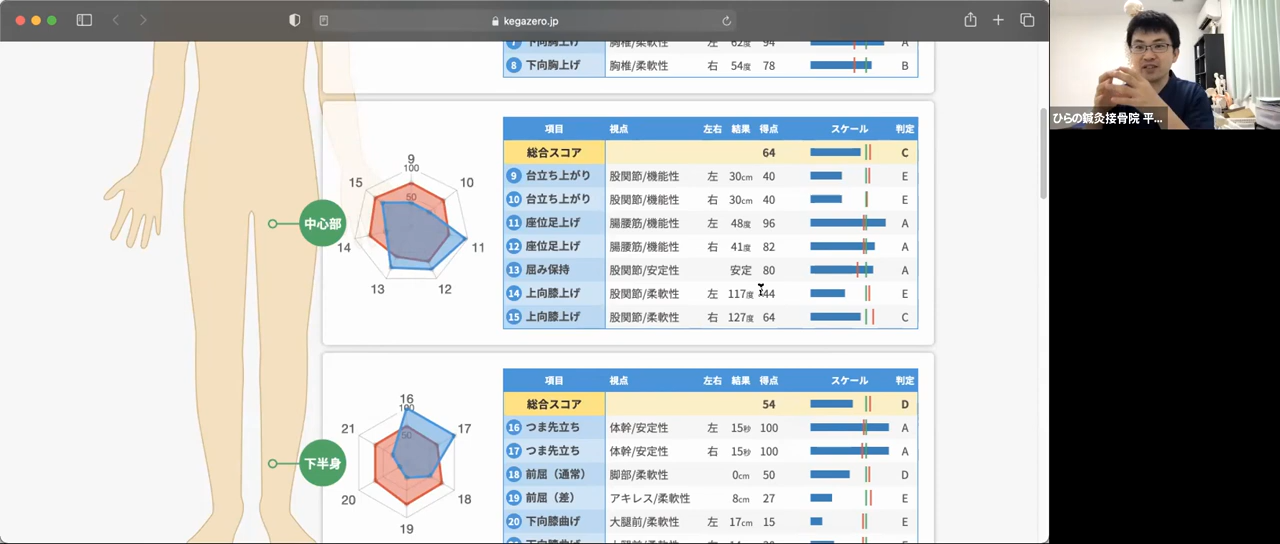 kegazero.jp
7 下向胸上げ 胸椎/柔軟性 左 62度 94 A
8 下向胸上げ 胸椎/柔軟性 右 54度 78 B
ひらの鍼灸接骨院 平...
中心部
9
100
50
10
11
12
13
14
15
項目 視点 左右 結果 得点 スケール 判定
総合スコア 64 C
9 台立ち上がり 股関節/機能性 左 30cm 40 E
10 台立ち上がり 股関節/機能性 右 30cm 40 E
11 座位足上げ 腸腰筋/機能性 左 48度 96 A
12 座位足上げ 腸腰筋/機能性 右 41度 82 A
13 屈み保持 股関節/安定性 安定 80 A
14 上向膝上げ 股関節/柔軟性 左 117度 44 E
15 上向膝上げ 股関節/柔軟性 右 127度 64 C
下半身
16
100
50
17
18
19
20
21
項目 視点 左右 結果 得点 スケール 判定
総合スコア 54 D
16 つま先立ち 体幹/安定性 左 15秒 100 A
17 つま先立ち 体幹/安定性 右 15秒 100 A
18 前屈（通常） 脚部/柔軟性 0cm 50 D
19 前屈（差） アキレス/柔軟性 8cm 27 E
20 下向膝曲げ 大腿前/柔軟性 左 17cm 15 E